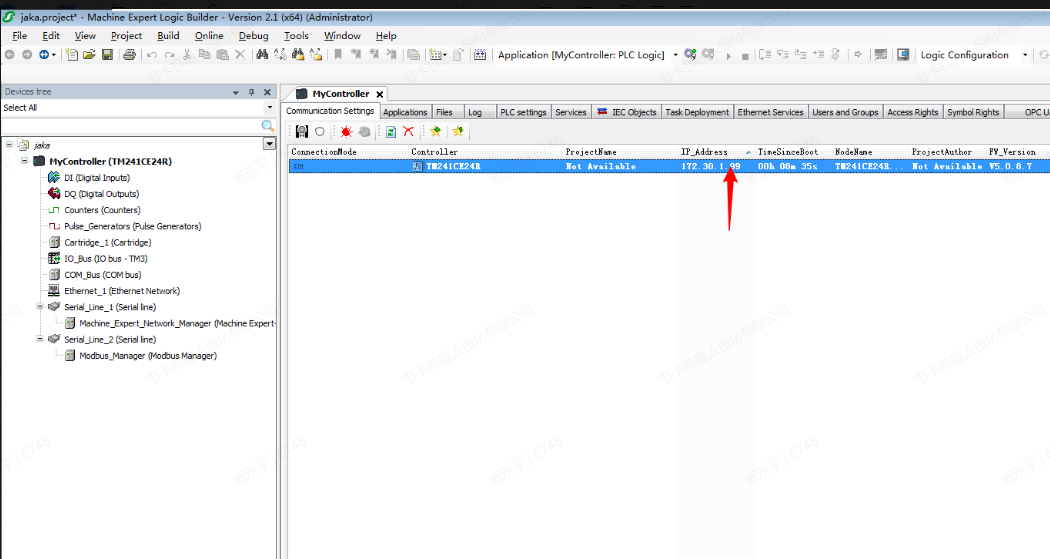 jaka.project* - Machine Expert Logic Builder - Version 2.1 (x64) (Administrator)
File Edit View Project Build Online Debug Tools Window Help
Application [MyController: PLC Logic] Logic Configuration
Devices tree
Select All
jaka
MyController (TM241CE24R)
DI (Digital Inputs)
DQ (Digital Outputs)
Counters (Counters)
Pulse_Generators (Pulse Generators)
Cartridge_1 (Cartridge)
IO_Bus (IO bus - TM3)
COM_Bus (COM bus)
Ethernet_1 (Ethernet Network)
Serial_Line_1 (Serial line)
Machine_Expert_Network_Manager (Machine Expert-
Serial_Line_2 (Serial line)
Modbus_Manager (Modbus Manager)
MyController
Communication Settings Applications Files Log PLC settings Services IEC Objects Task Deployment Ethernet Services Users and Groups Access Rights Symbol Rights OPC U
ConnectionMode Controller ProjectName IP_Address TimeSinceBoot NodeName ProjectAuthor FW_Version
TM241CE24R Not Available 172.30.1.99 00h 08m 35s TM241CE24R... Not Available V5.0.8.7
节卡机器人股份有限公司
杨乐平 | 6748